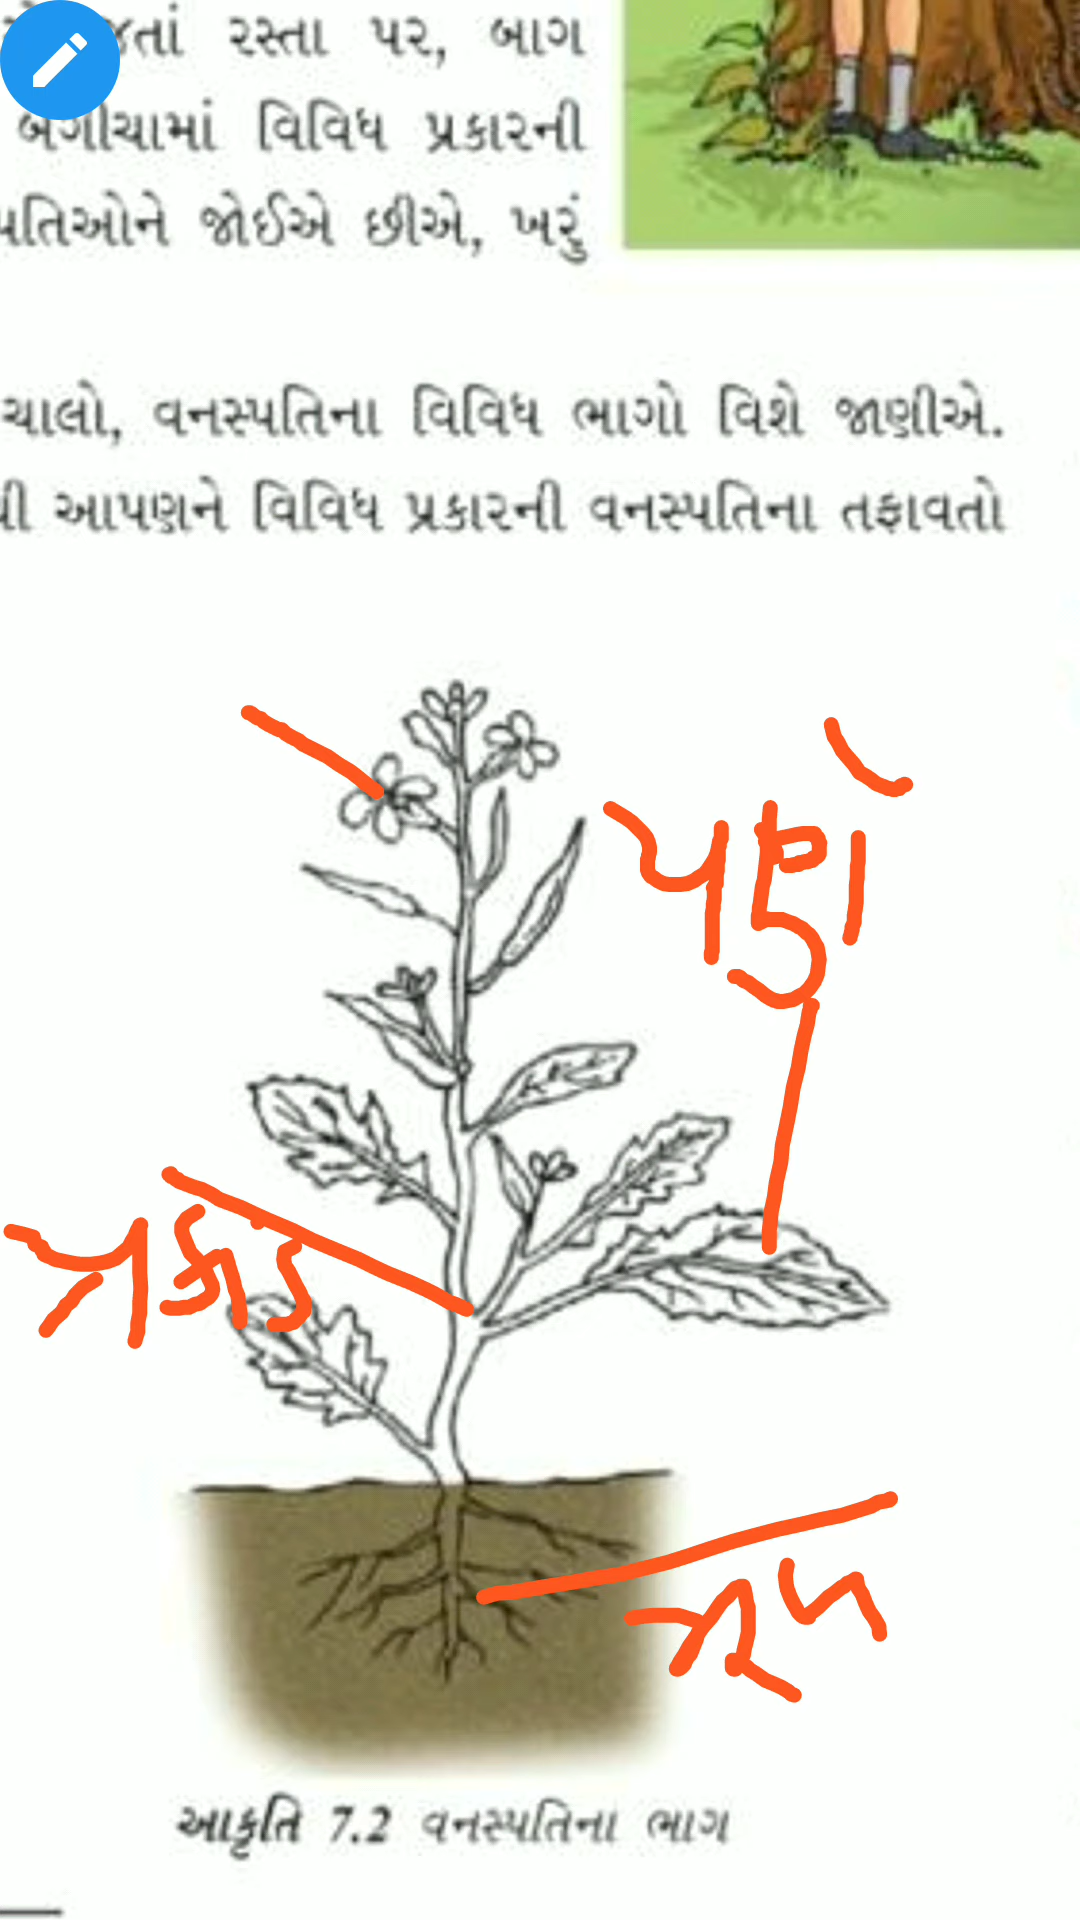 જતાં રસ્તા પર, બાગ
બગીચામાં વિવિધ પ્રકારની
પતિઓને જોઈએ છીએ, ખરું
ચાલો, વનસ્પતિના વિવિધ ભાગો વિશે જાણીએ.
થી આપણને વિવિધ પ્રકારની વનસ્પતિના તફાવતો
પર્ણ
પ્રકાંડ
મૂળ
આકૃતિ 7.2 વનસ્પતિના ભાગ